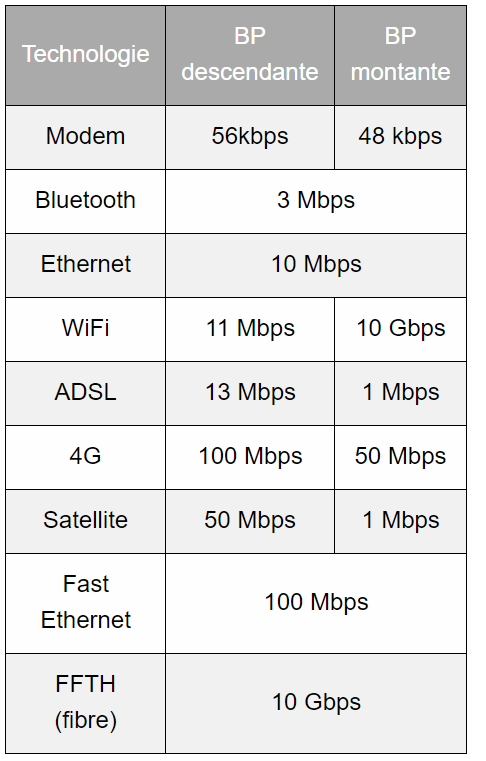 Technologie BP descendante BP montante
Modem 56kbps 48 kbps
Bluetooth 3 Mbps
Ethernet 10 Mbps
WiFi 11 Mbps 10 Gbps
ADSL 13 Mbps 1 Mbps
4G 100 Mbps 50 Mbps
Satellite 50 Mbps 1 Mbps
Fast Ethernet 100 Mbps
FFTH (fibre) 10 Gbps